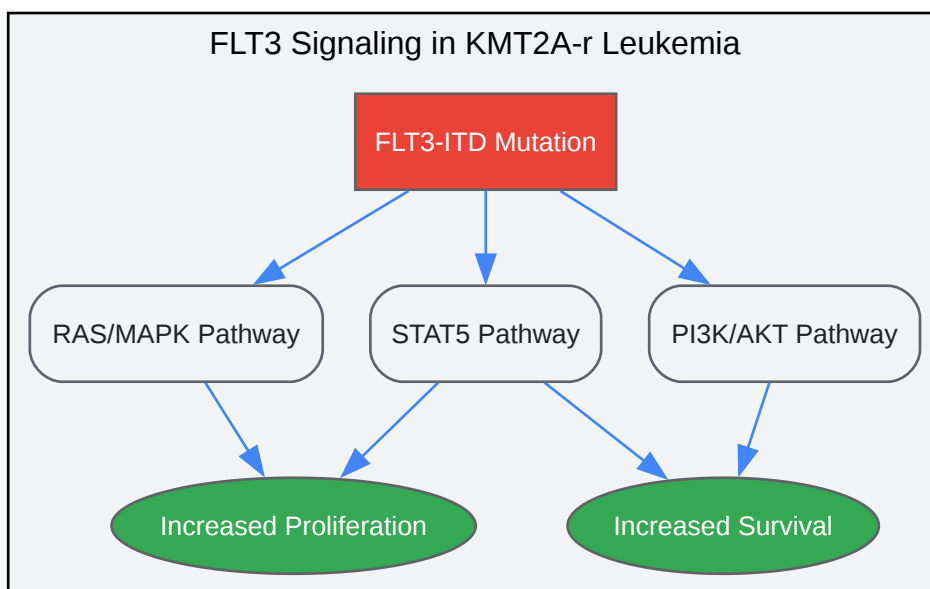 FLT3 Signaling in KMT2A-r Leukemia
FLT3-ITD Mutation
RAS/MAPK Pathway
STAT5 Pathway
PI3K/AKT Pathway
Increased Proliferation
Increased Survival